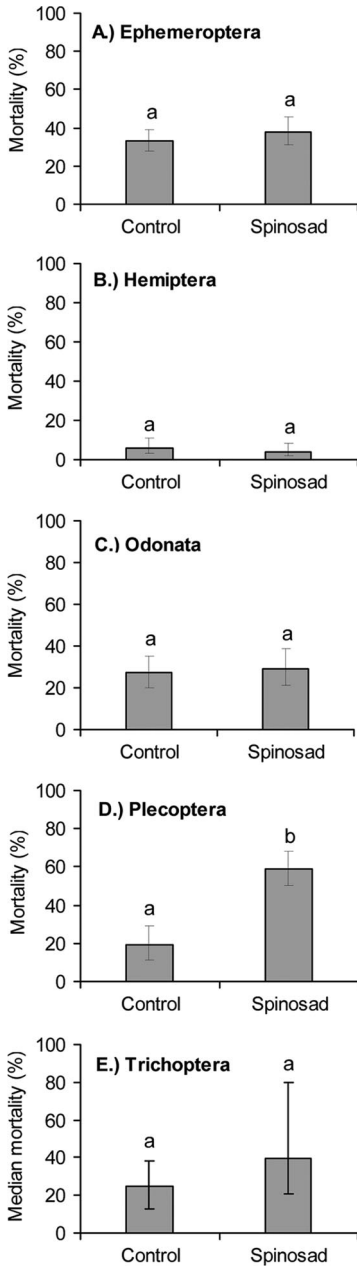 A.) Ephemeroptera
Mortality (%)
100
80
60
40
20
0
a
a
Control
Spinosad
B.) Hemiptera
Mortality (%)
100
80
60
40
20
0
a
a
Control
Spinosad
C.) Odonata
Mortality (%)
100
80
60
40
20
0
a
a
Control
Spinosad
D.) Plecoptera
Mortality (%)
100
80
60
40
20
0
a
b
Control
Spinosad
E.) Trichoptera
Median mortality (%)
100
80
60
40
20
0
a
a
Control
Spinosad